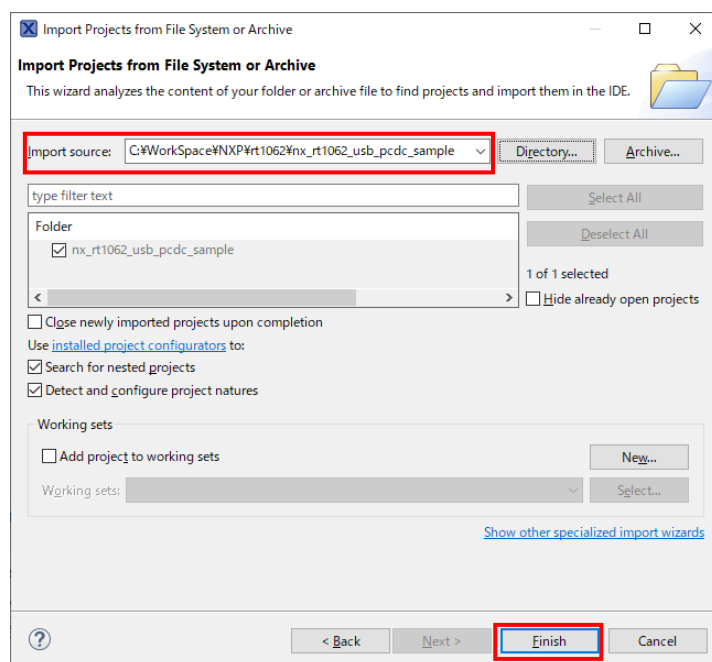 Import Projects from File System or Archive
Import Projects from File System or Archive
This wizard analyzes the content of your folder or archive file to find projects and import them in the IDE.
Import source: C:¥WorkSpace¥NXP¥rt1062¥nx_rt1062_usb_pcdc_sample Directory... Archive...
type filter text Select All
Folder Deselect All
nx_rt1062_usb_pcdc_sample
1 of 1 selected
Hide already open projects
Close newly imported projects upon completion
Use installed project configurators to:
Search for nested projects
Detect and configure project natures
Working sets
Add project to working sets New...
Working sets: Select...
Show other specialized import wizards
? < Back Next > Finish Cancel